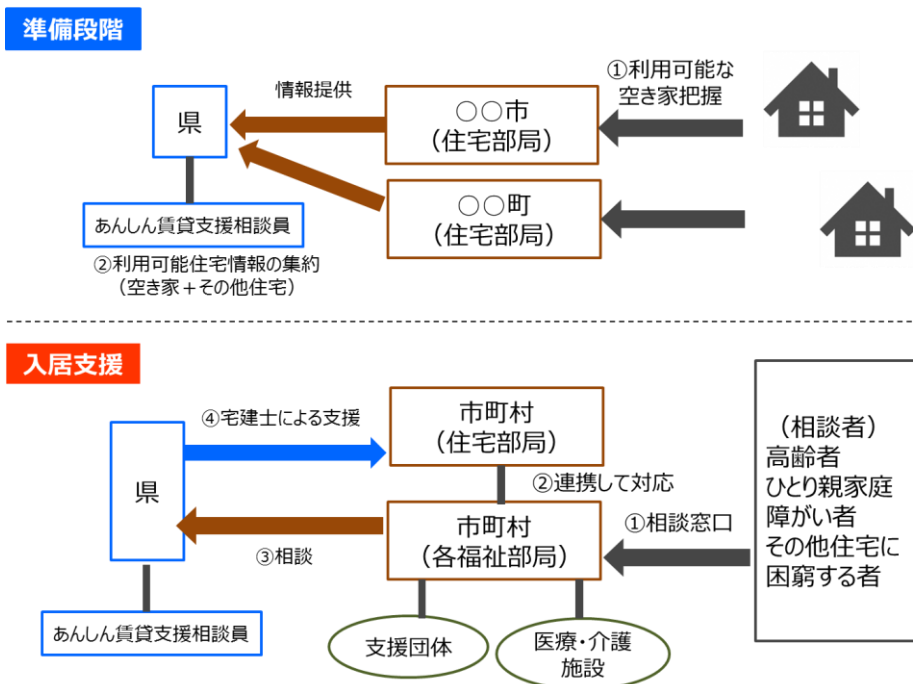 準備段階
情報提供
①利用可能な
空き家把握
県
○○市
（住宅部局）
○○町
（住宅部局）
あんしん賃貸支援相談員
②利用可能住宅情報の集約
（空き家＋その他住宅）
入居支援
④宅建士による支援
市町村
（住宅部局）
県
②連携して対応
③相談
市町村
（各福祉部局）
①相談窓口
（相談者）
高齢者
ひとり親家庭
障がい者
その他住宅に
困窮する者
あんしん賃貸支援相談員
支援団体
医療・介護
施設